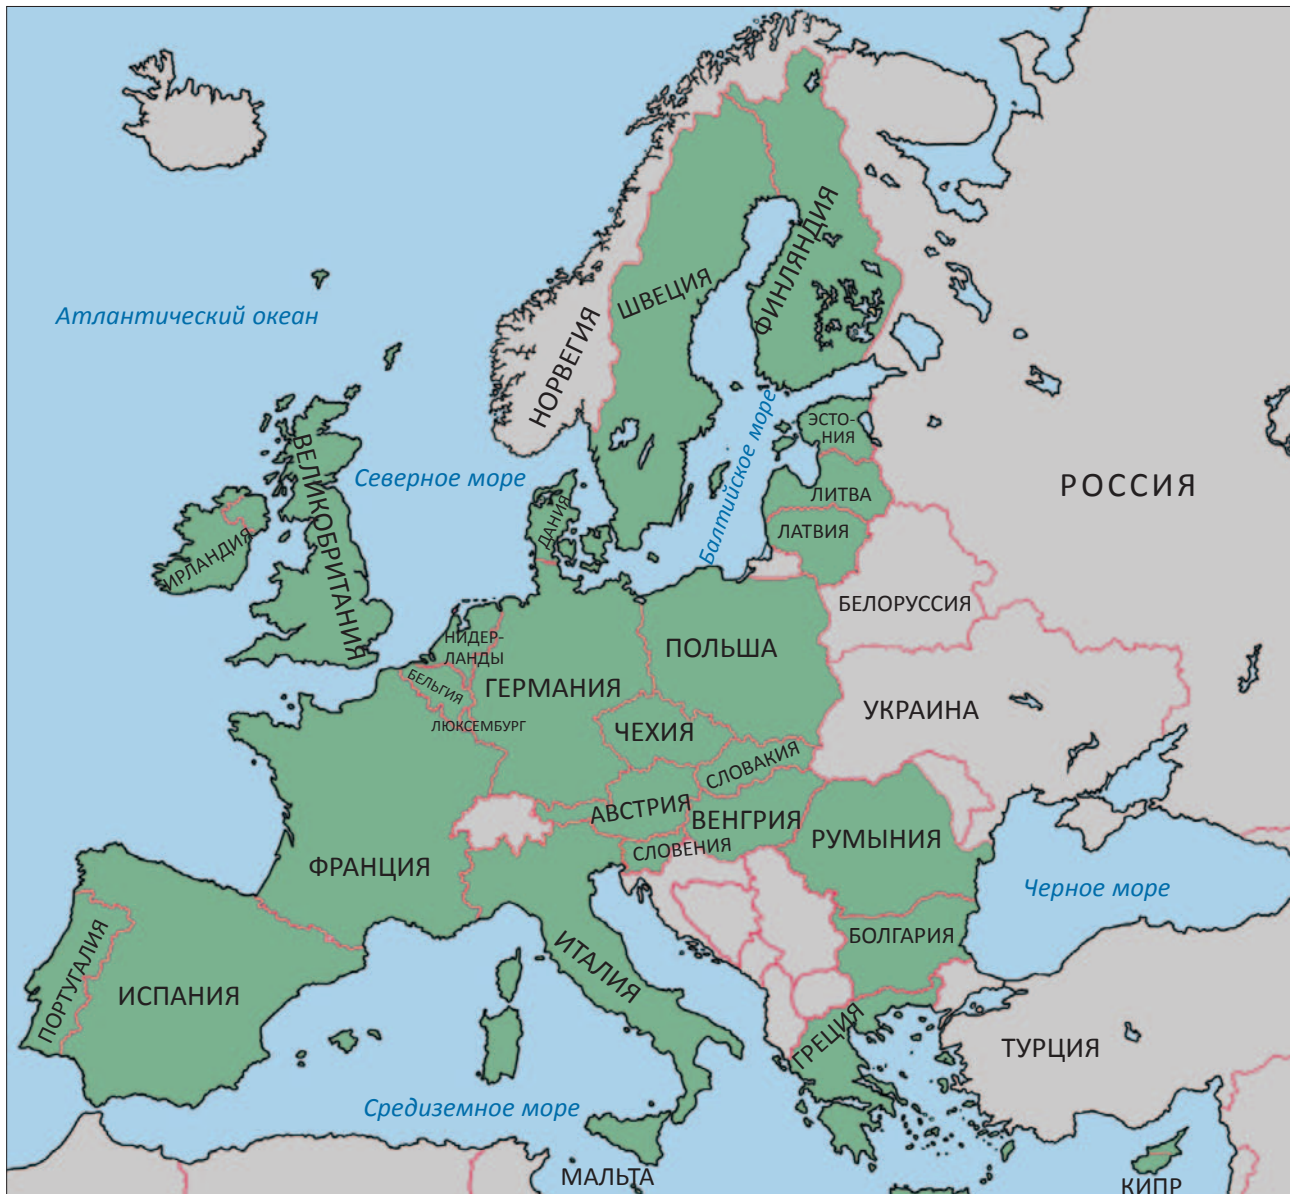 ШВЕЦИЯ
ФИНЛЯНДИЯ
Атлантический океан
НОРВЕГИЯ
ЭСТО-
НИЯ
Северное море
Балтийское море
РОССИЯ
ВЕЛИКОБРИТАНИЯ
ДАНИЯ
ЛИТВА
ЛАТВИЯ
ИРЛАНДИЯ
БЕЛОРУССИЯ
НИДЕР-
ЛАНДЫ
ПОЛЬША
БЕЛЬГИЯ
ГЕРМАНИЯ
УКРАИНА
ЛЮКСЕМБУРГ
ЧЕХИЯ
СЛОВАКИЯ
АВСТРИЯ
ВЕНГРИЯ
РУМЫНИЯ
СЛОВЕНИЯ
ФРАНЦИЯ
Черное море
БОЛГАРИЯ
ПОРТУГАЛИЯ
ИСПАНИЯ
ИТАЛИЯ
ГРЕЦИЯ
ТУРЦИЯ
Средиземное море
МАЛЬТА
КИПР